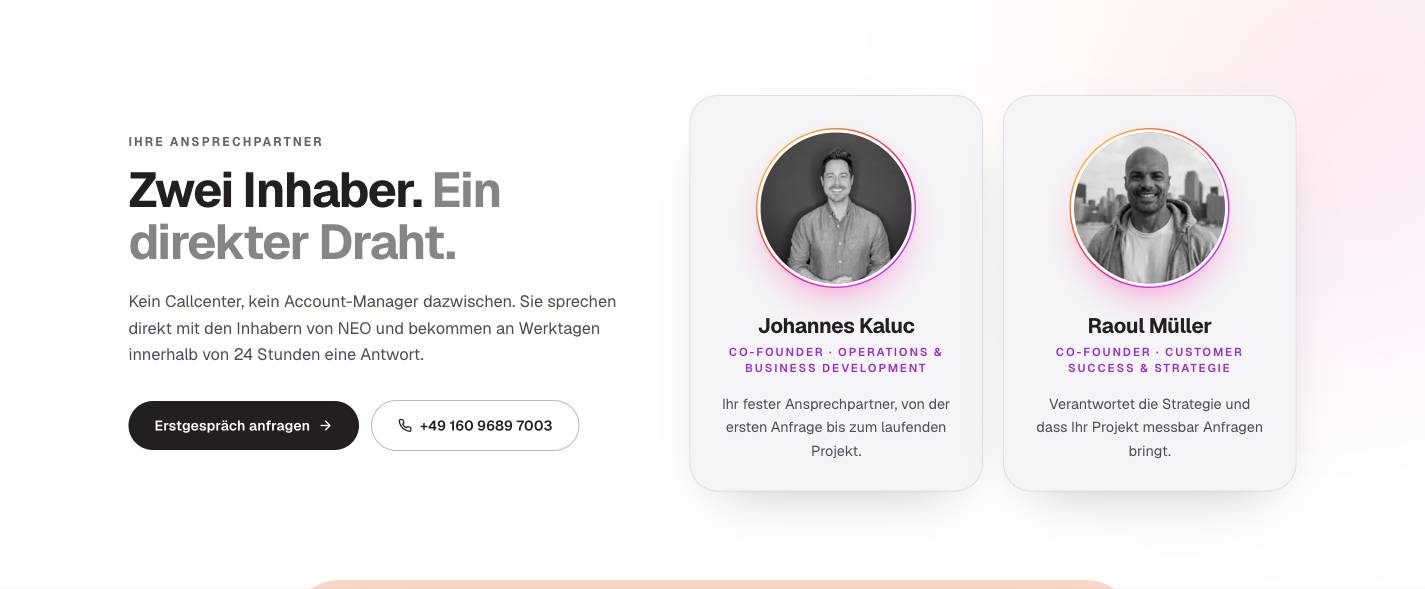 IHRE ANSPRECHPARTNER
Zwei Inhaber. Ein
direkter Draht.
Kein Callcenter, kein Account-Manager dazwischen. Sie sprechen
direkt mit den Inhabern von NEO und bekommen an Werktagen
innerhalb von 24 Stunden eine Antwort.
Erstgespräch anfragen →
+49 160 9689 7003
Johannes Kaluc
CO-FOUNDER · OPERATIONS &
BUSINESS DEVELOPMENT
Ihr fester Ansprechpartner, von der
ersten Anfrage bis zum laufenden
Projekt.
Raoul Müller
CO-FOUNDER · CUSTOMER
SUCCESS & STRATEGIE
Verantwortet die Strategie und
dass Ihr Projekt messbar Anfragen
bringt.